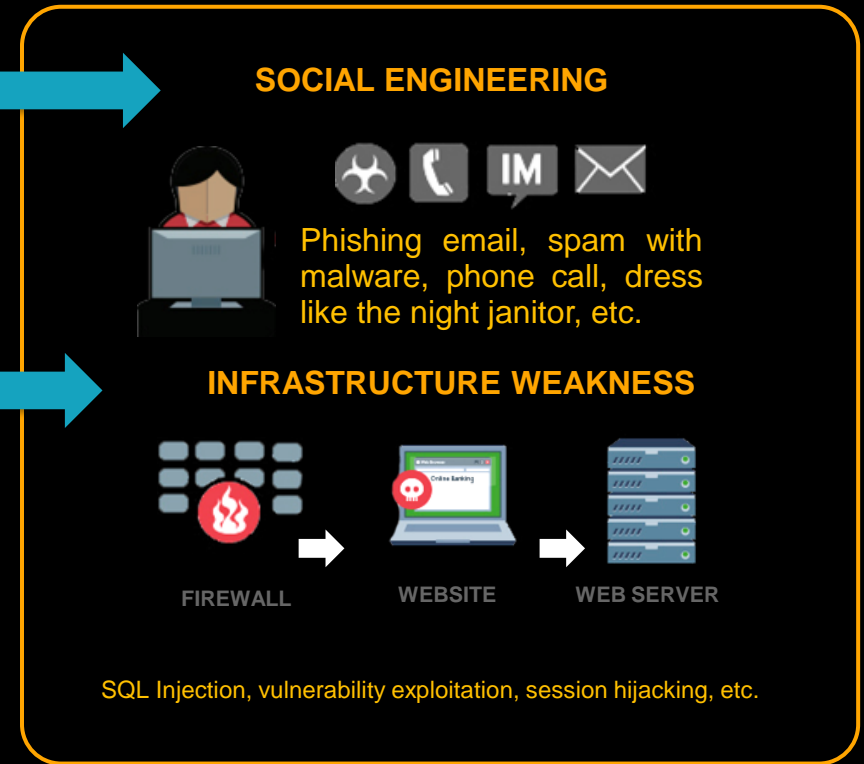 SOCIAL ENGINEERING
IM
Phishing email, spam with
malware, phone call, dress
like the night janitor, etc.
INFRASTRUCTURE WEAKNESS
Online Banking
FIREWALL
WEBSITE
WEB SERVER
SQL Injection, vulnerability exploitation, session hijacking, etc.